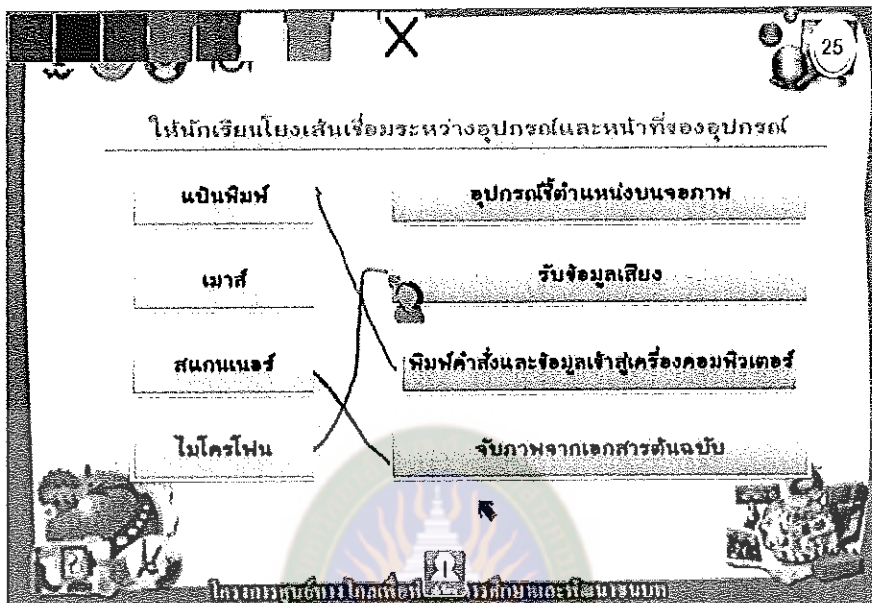 25
ให้นักเรียนโยงเส้นเชื่อมระหว่างอุปกรณ์และหน้าที่ของอุปกรณ์
แป้นพิมพ์
อุปกรณ์ชี้ตำแหน่งบนจอภาพ
เมาส์
รับข้อมูลเสียง
สแกนเนอร์
พิมพ์คำสั่งและข้อมูลเข้าสู่เครื่องคอมพิวเตอร์
ไมโครโฟน
จับภาพจากเอกสารต้นฉบับ
โครงการ